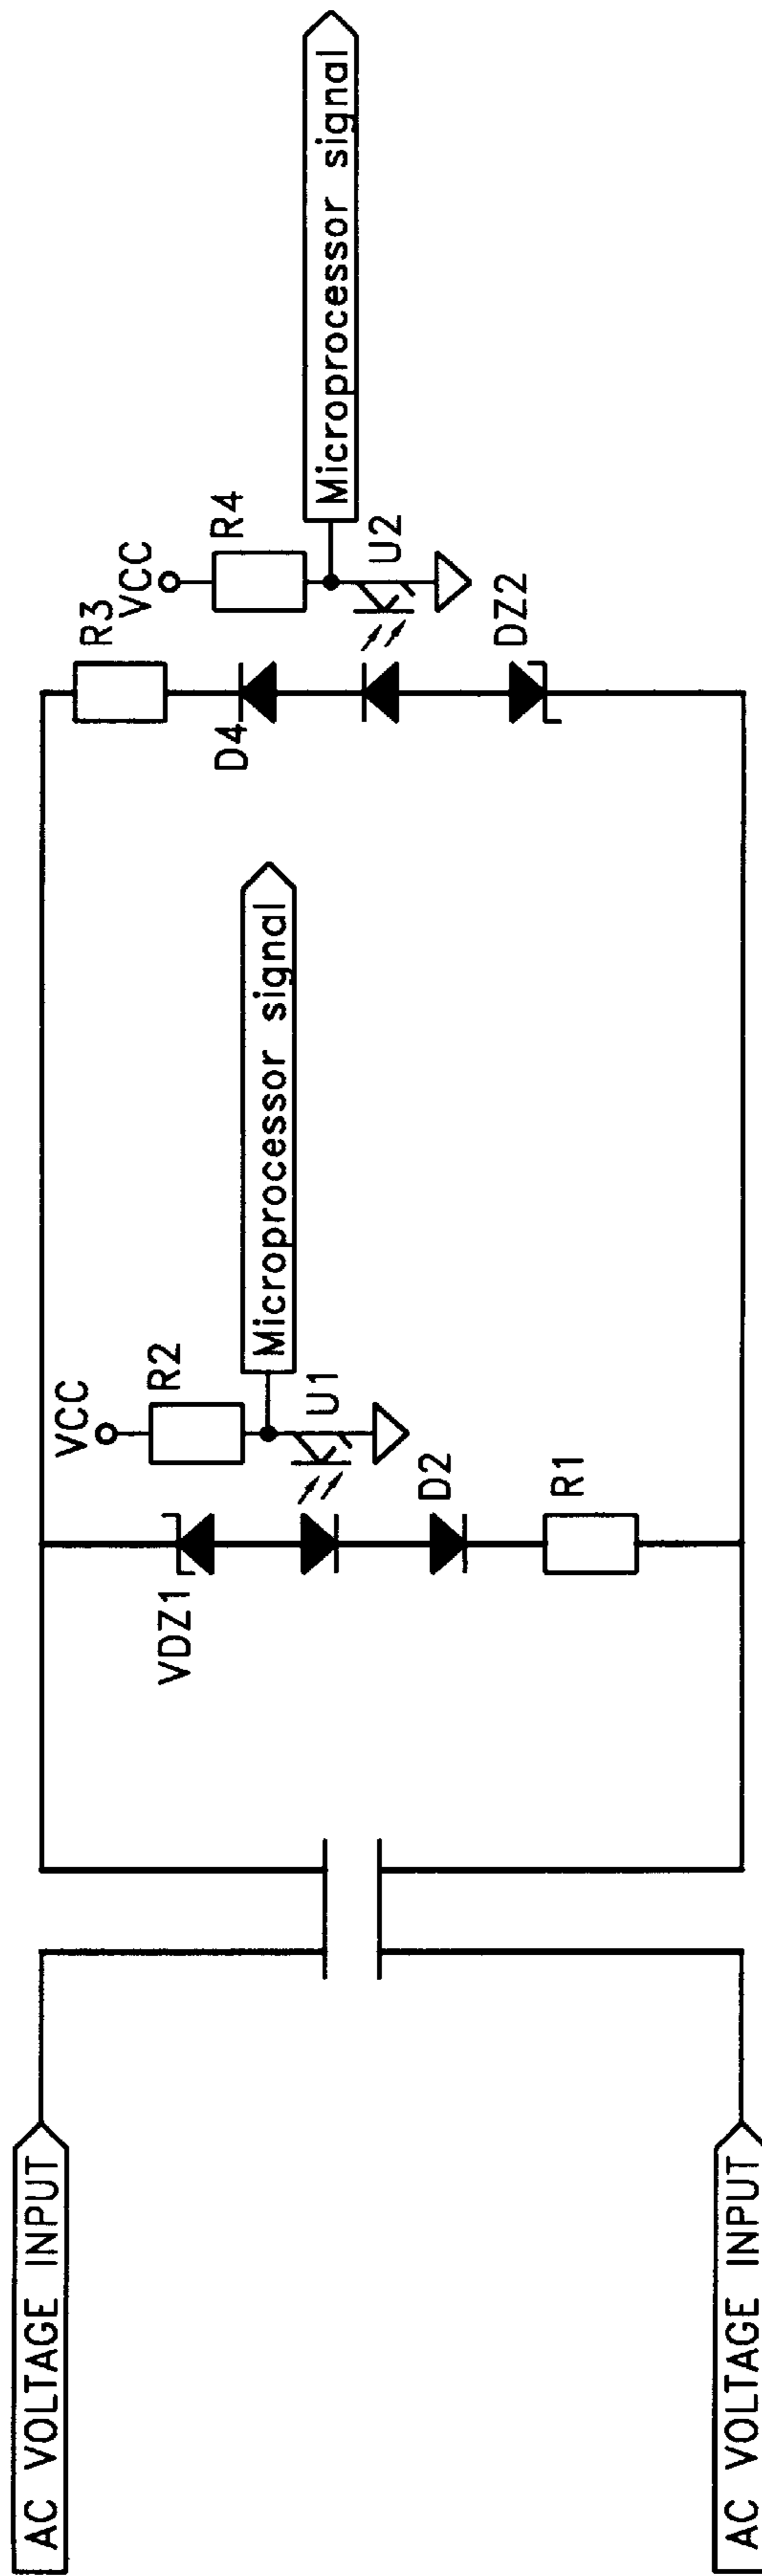 AC VOLTAGE INPUT
AC VOLTAGE INPUT
VDZ1
VCC
R2
U1
D2
R1
Microprocessor signal
D4
R3
VCC
R4
U2
DZ2
Microprocessor signal